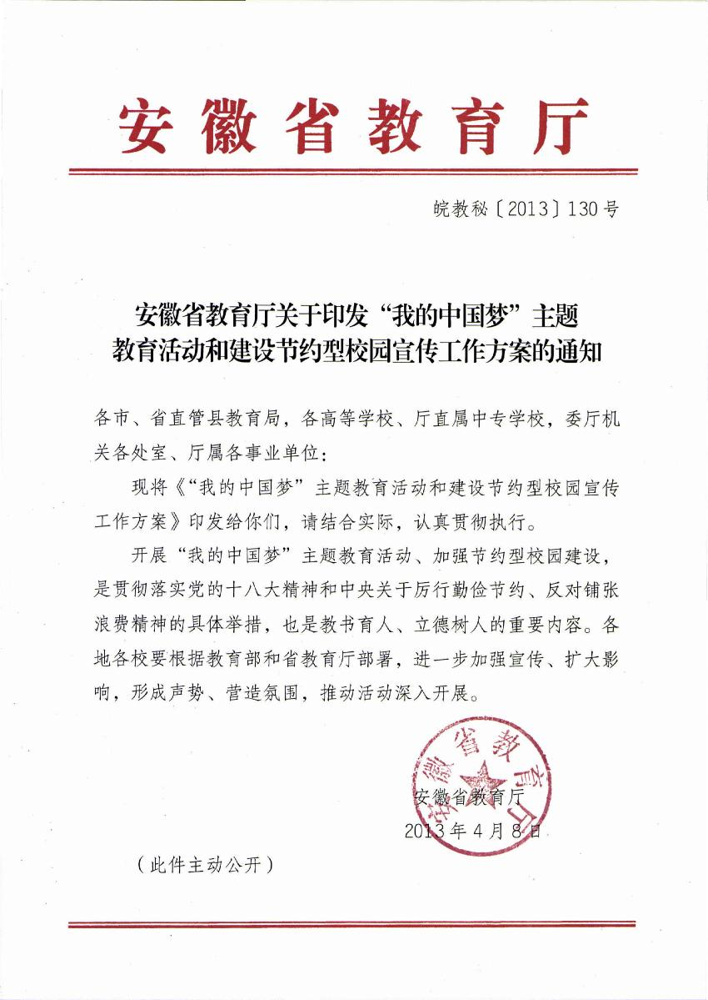 安徽省教育厅
皖教秘〔2013〕130号
安徽省教育厅关于印发“我的中国梦”主题
教育活动和建设节约型校园宣传工作方案的通知
各市、省直管县教育局，各高等学校、厅直属中专学校，委厅机
关各处室、厅属各事业单位：
现将《“我的中国梦”主题教育活动和建设节约型校园宣传
工作方案》印发给你们，请结合实际，认真贯彻执行。
开展“我的中国梦”主题教育活动、加强节约型校园建设，
是贯彻落实党的十八大精神和中央关于厉行勤俭节约、反对铺张
浪费精神的具体举措，也是教书育人、立德树人的重要内容。各
地各校要根据教育部和省教育厅部署，进一步加强宣传、扩大影
响，形成声势、营造氛围，推动活动深入开展。
安徽省教育厅
安徽省教育厅
2013年4月8日
（此件主动公开）